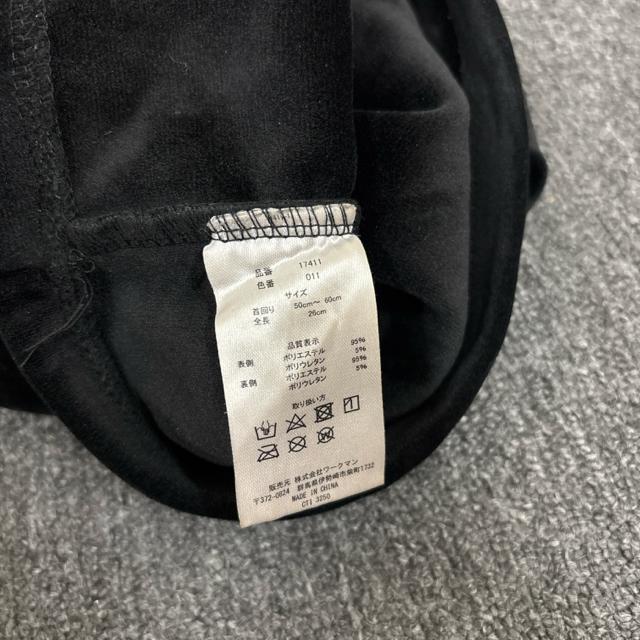 品番 17411
色番 011
サイズ
首回り 50cm～ 60cm
全長 26cm
品質表示
表側 ポリエステル 95%
ポリウレタン 5%
裏側 ポリエステル 95%
ポリウレタン 5%
取り扱い方
販売元 株式会社ワークマン
〒372-0824 群馬県伊勢崎市柴町1732
MADE IN CHINA
CTI 3250